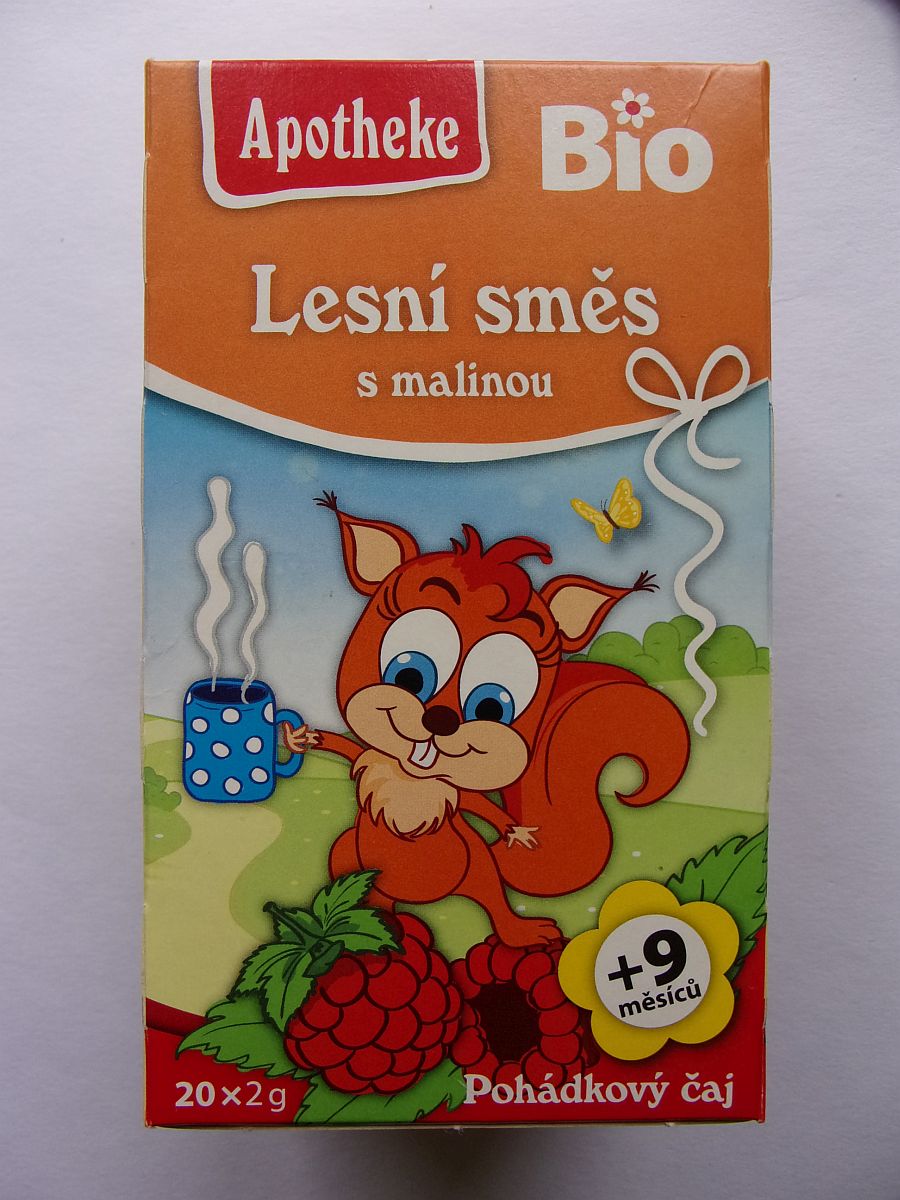 Apotheke
Bio
Lesní směs
s malinou
+9
měsíců
20×2g
Pohádkový čaj